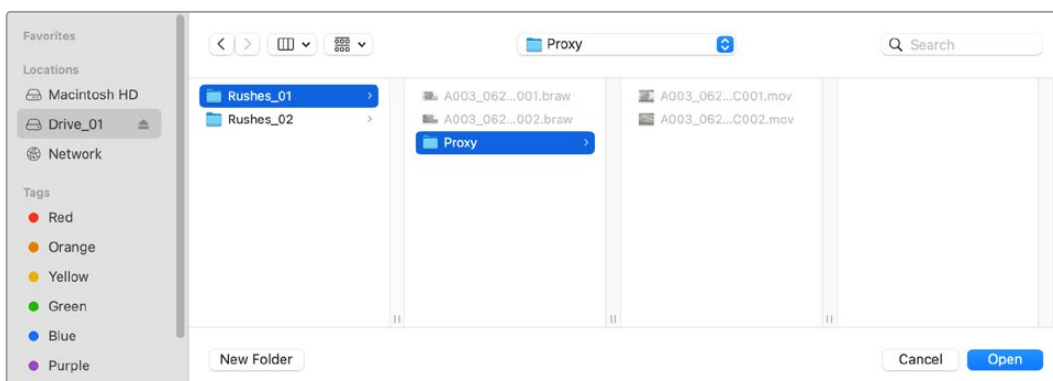 Favorites
Locations
Macintosh HD
Drive_01
Network
Tags
Red
Orange
Yellow
Green
Blue
Purple
Proxy
Search
Rushes_01
Rushes_02
A003_062...001.braw
A003_062...002.braw
Proxy
A003_062...C001.mov
A003_062...C002.mov
New Folder
Cancel
Open